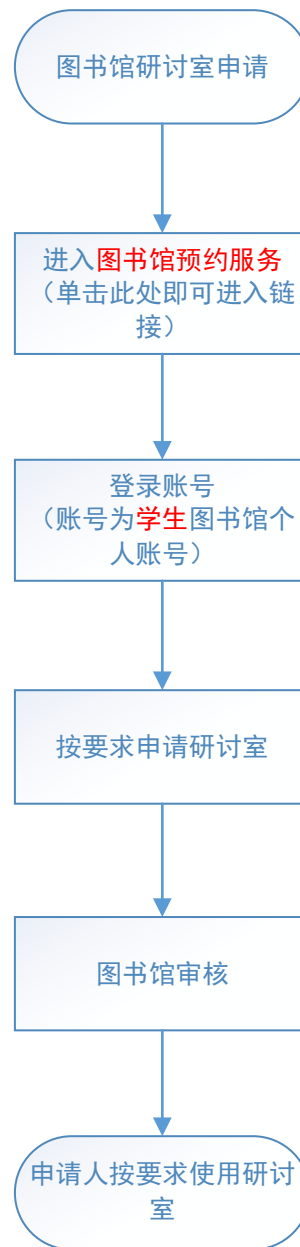 图书馆研讨室申请
进入图书馆预约服务
（单击此处即可进入链
接）
登录账号
（账号为学生图书馆个
人账号）
按要求申请研讨室
图书馆审核
申请人按要求使用研讨
室